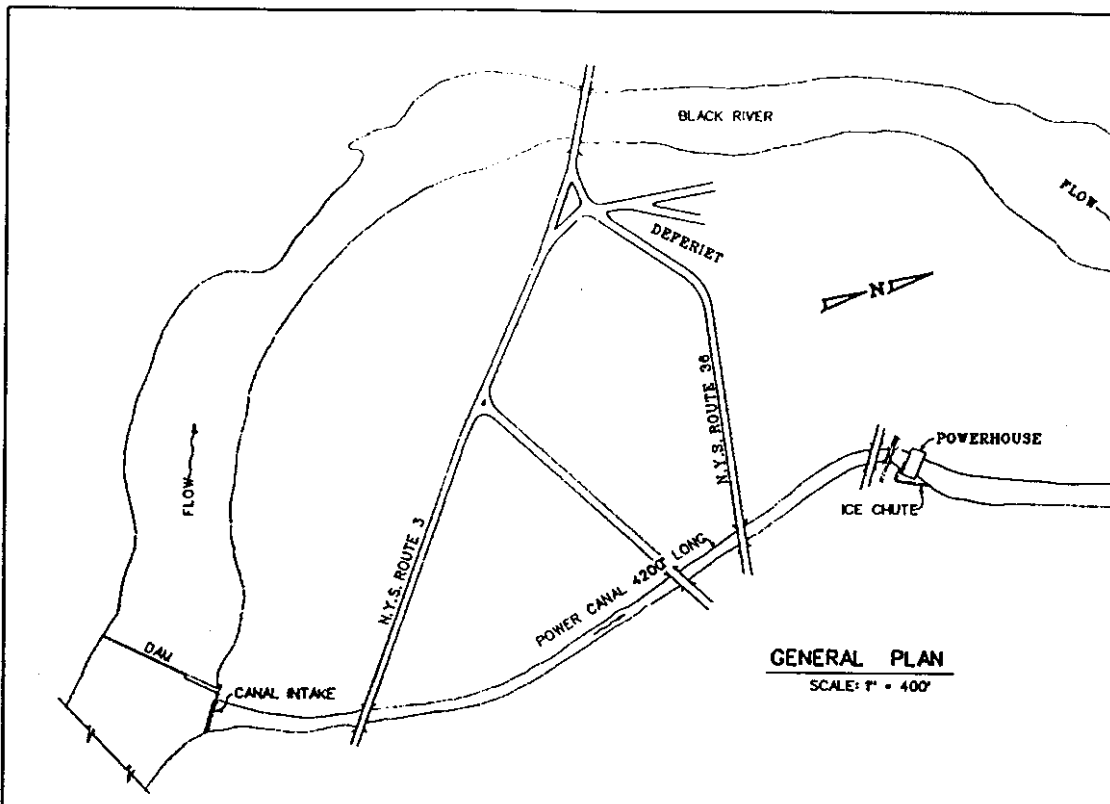 BLACK RIVER
FLOW
DEFERIET
N
N.Y.S. ROUTE 36
POWERHOUSE
ICE CHUTE
FLOW
N.Y.S. ROUTE 3
POWER CANAL 4200' LONG
DAM
CANAL INTAKE
GENERAL PLAN
SCALE: 1" = 400'